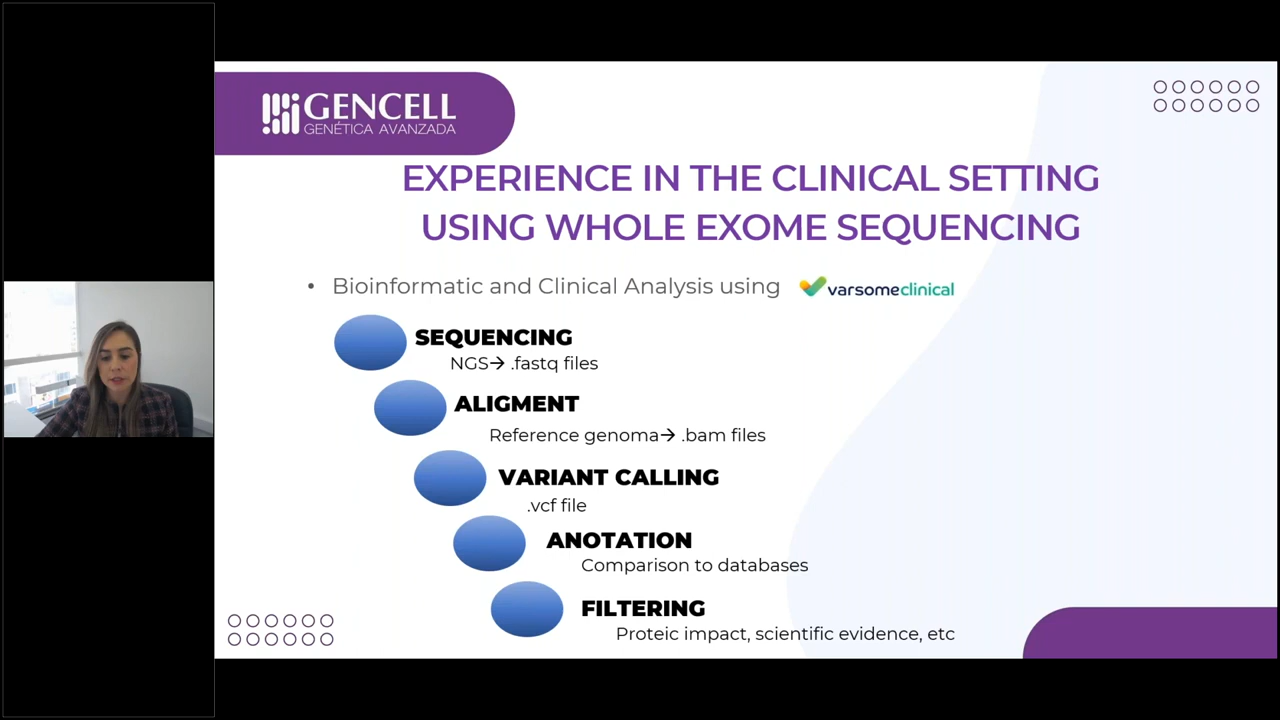 GENCELL
GENÉTICA AVANZADA
EXPERIENCE IN THE CLINICAL SETTING
USING WHOLE EXOME SEQUENCING
• Bioinformatic and Clinical Analysis using varsomeclinical
SEQUENCING
NGS→ .fastq files
ALIGMENT
Reference genoma→ .bam files
VARIANT CALLING
.vcf file
ANOTATION
Comparison to databases
FILTERING
Proteic impact, scientific evidence, etc